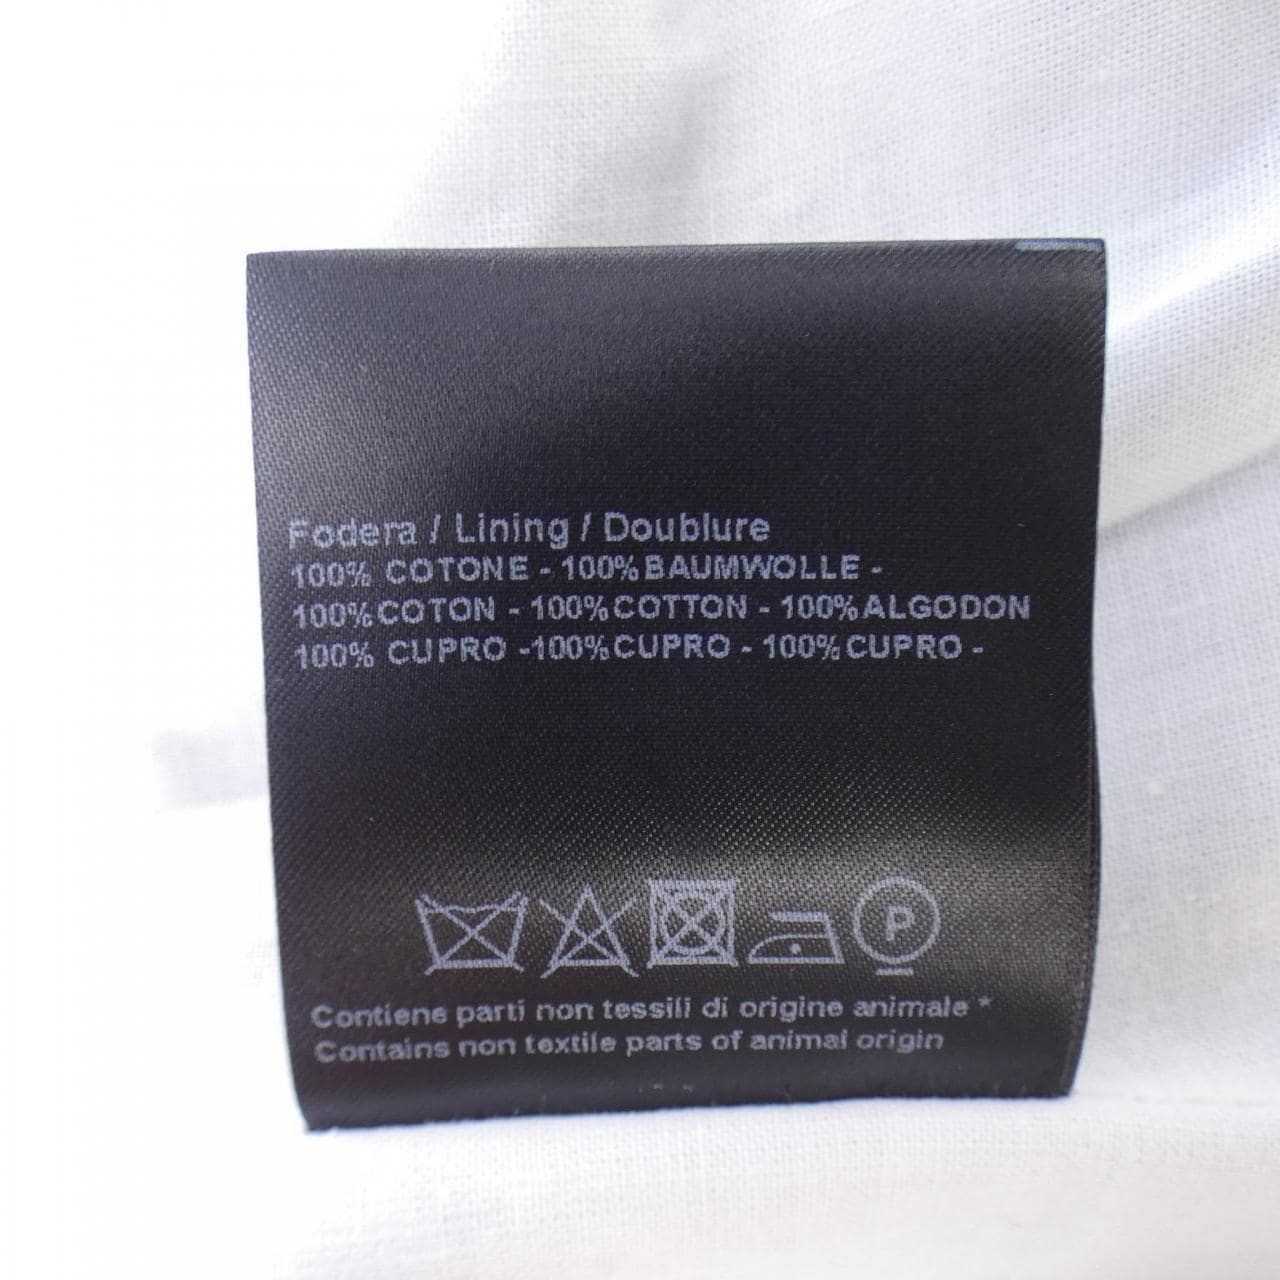 Fodera / Lining / Doublure
100% COTONE - 100% BAUMWOLLE -
100% COTON - 100% COTTON - 100% ALGODON
100% CUPRO -100% CUPRO - 100% CUPRO -
P
Contiene parti non tessili di origine animale *
Contains non textile parts of animal origin